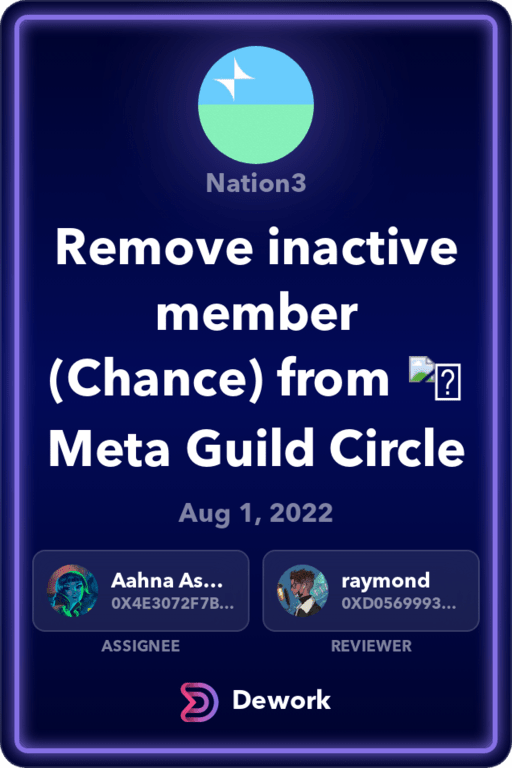 Nation3
Remove inactive
member
(Chance) from
Meta Guild Circle
Aug 1, 2022
Aahna As...
0X4E3072F7B...
ASSIGNEE
raymond
0XD0569993...
REVIEWER
Dework